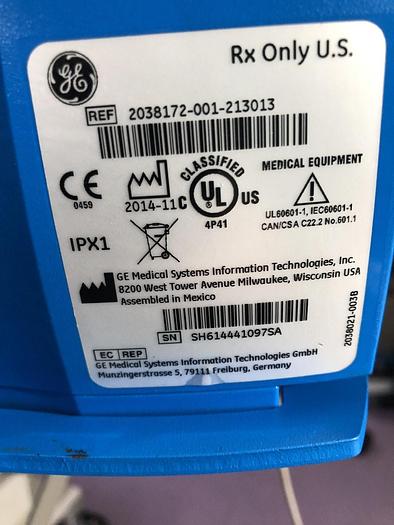 GE
Rx Only U.S.
REF 2038172-001-213013
CE 0459
2014-11
CLASSIFIED
C UL US
4P41
MEDICAL EQUIPMENT
UL60601-1, IEC60601-1
CAN/CSA C22.2 No.601.1
IPX1
GE Medical Systems Information Technologies, Inc.
8200 West Tower Avenue Milwaukee, Wisconsin USA
Assembled in Mexico
SN SH614441097SA
2038021-003B
EC REP
GE Medical Systems Information Technologies GmbH
Munzingerstrasse 5, 79111 Freiburg, Germany